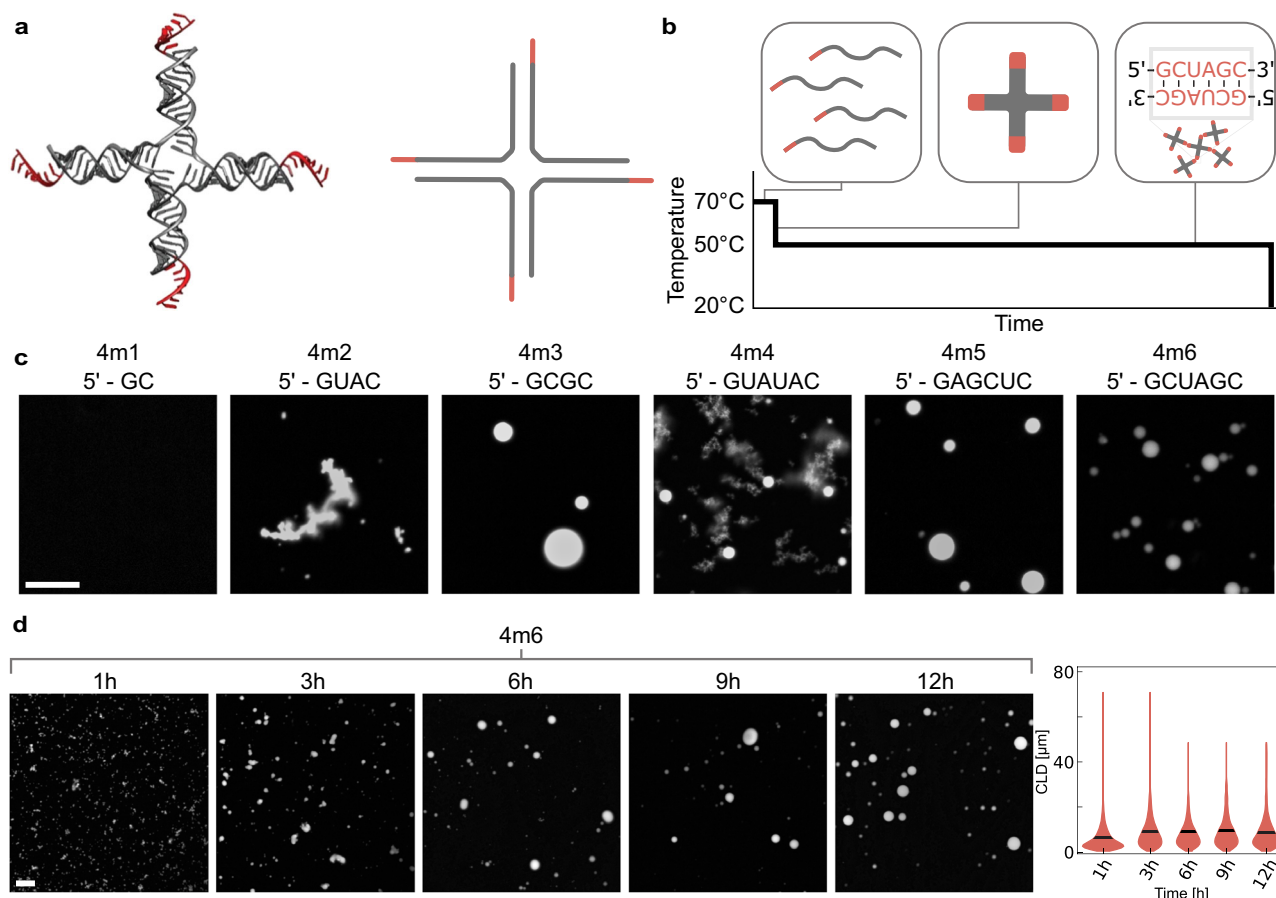 a
b
5'-GCUAGC-3'
3'-CGAUCG-5'
Temperature
70°C
50°C
20°C
Time
c
4m1
5' - GC
4m2
5' - GUAC
4m3
5' - GCGC
4m4
5' - GUAUAC
4m5
5' - GAGCUC
4m6
5' - GCUAGC
d
4m6
1h
3h
6h
9h
12h
CLD [µm]
80
40
0
1h
3h
6h
9h
12h
Time [h]